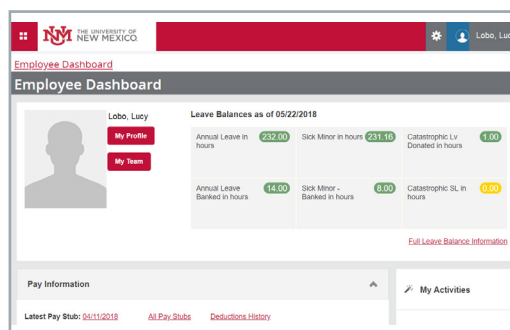 THE UNIVERSITY OF
NEW MEXICO
Lobo, Luc
Employee Dashboard
Employee Dashboard
Lobo, Lucy
My Profile
My Team
Leave Balances as of 05/22/2018
Annual Leave in hours 232.00
Sick Minor in hours 231.16
Catastrophic Lv Donated in hours 1.00
Annual Leave Banked in hours 14.00
Sick Minor - Banked in hours 8.00
Catastrophic SL in hours 0.00
Full Leave Balance Information
Pay Information
My Activities
Latest Pay Stub: 04/11/2018 All Pay Stubs Deductions History